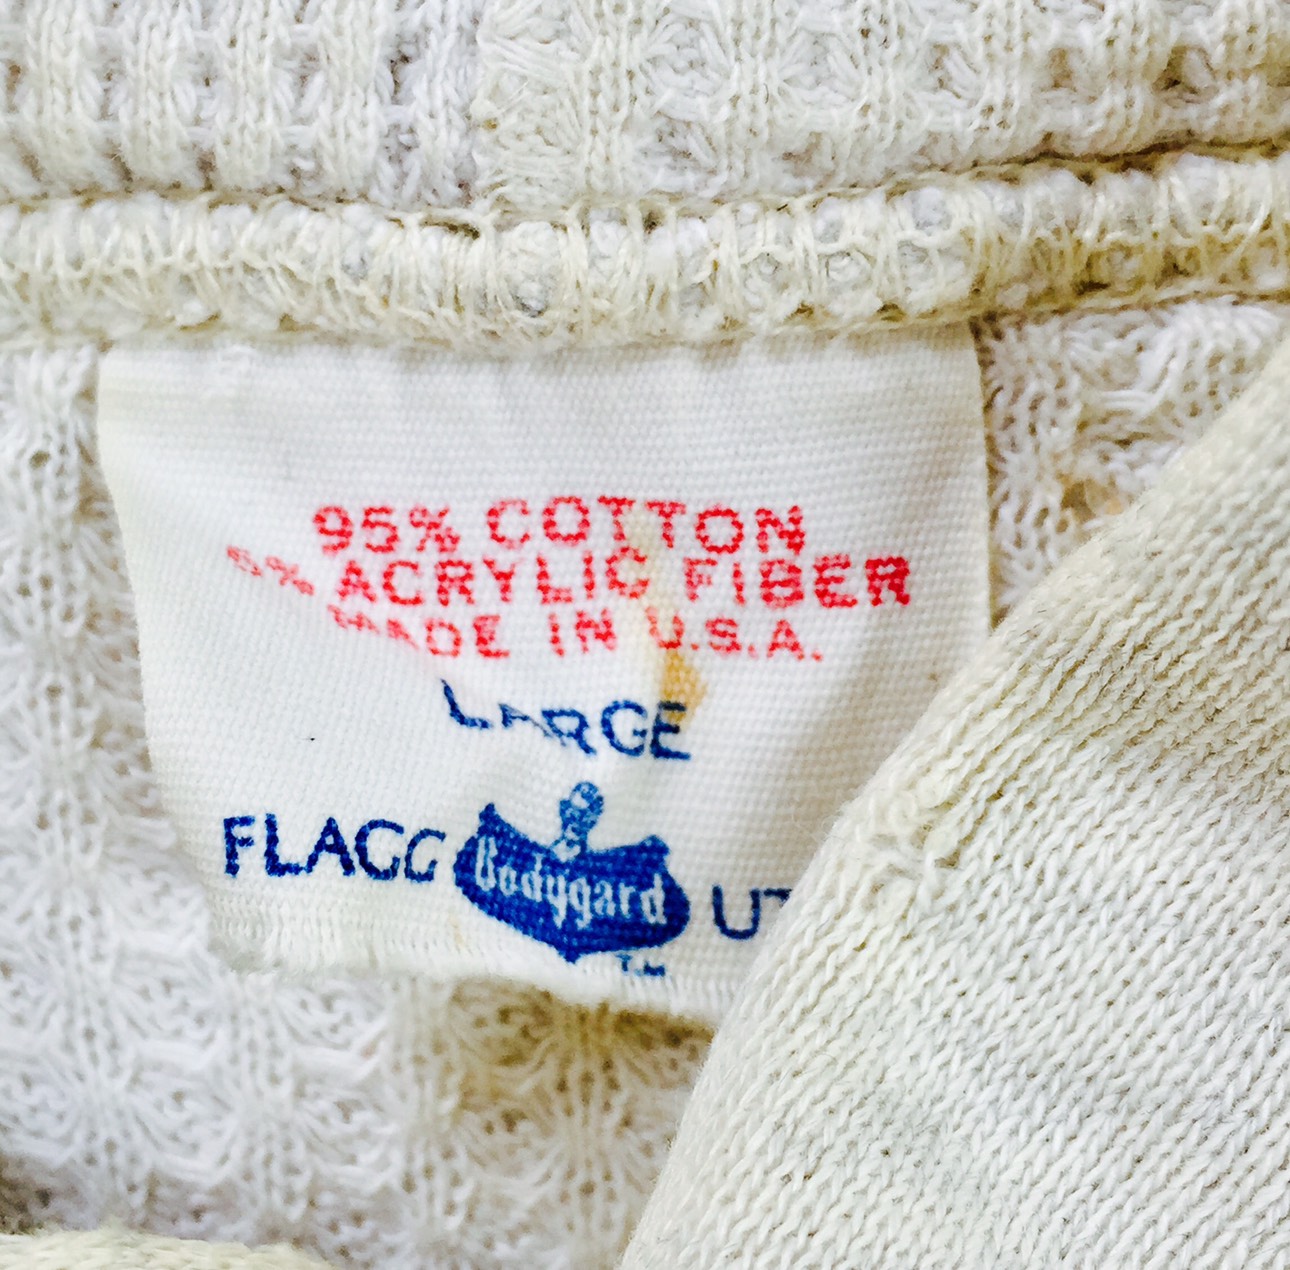 95% COTTON
5% ACRYLIC FIBER
MADE IN U.S.A.
LARGE
FLAGG Bodygard UT
T.M